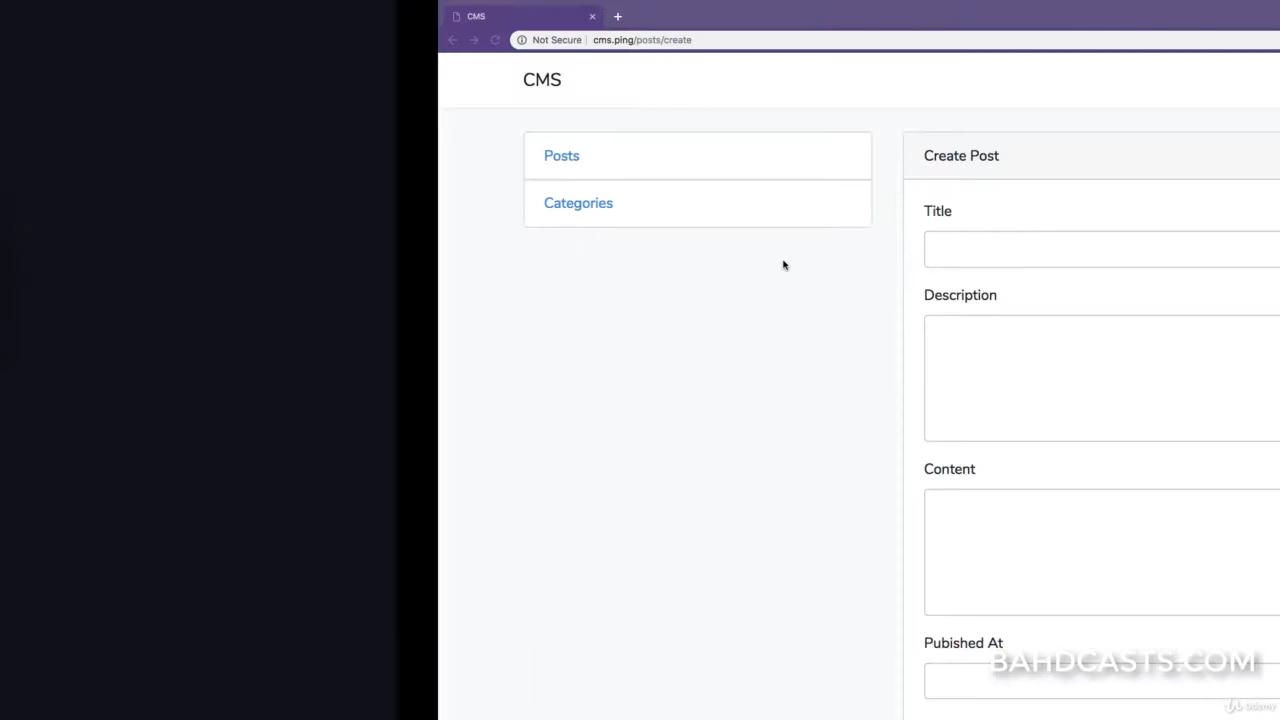 CMS
Not Secure cms.ping/posts/create
CMS
Posts
Categories
Create Post
Title
Description
Content
Pubished At
BAHDCASTS.COM
Udemy